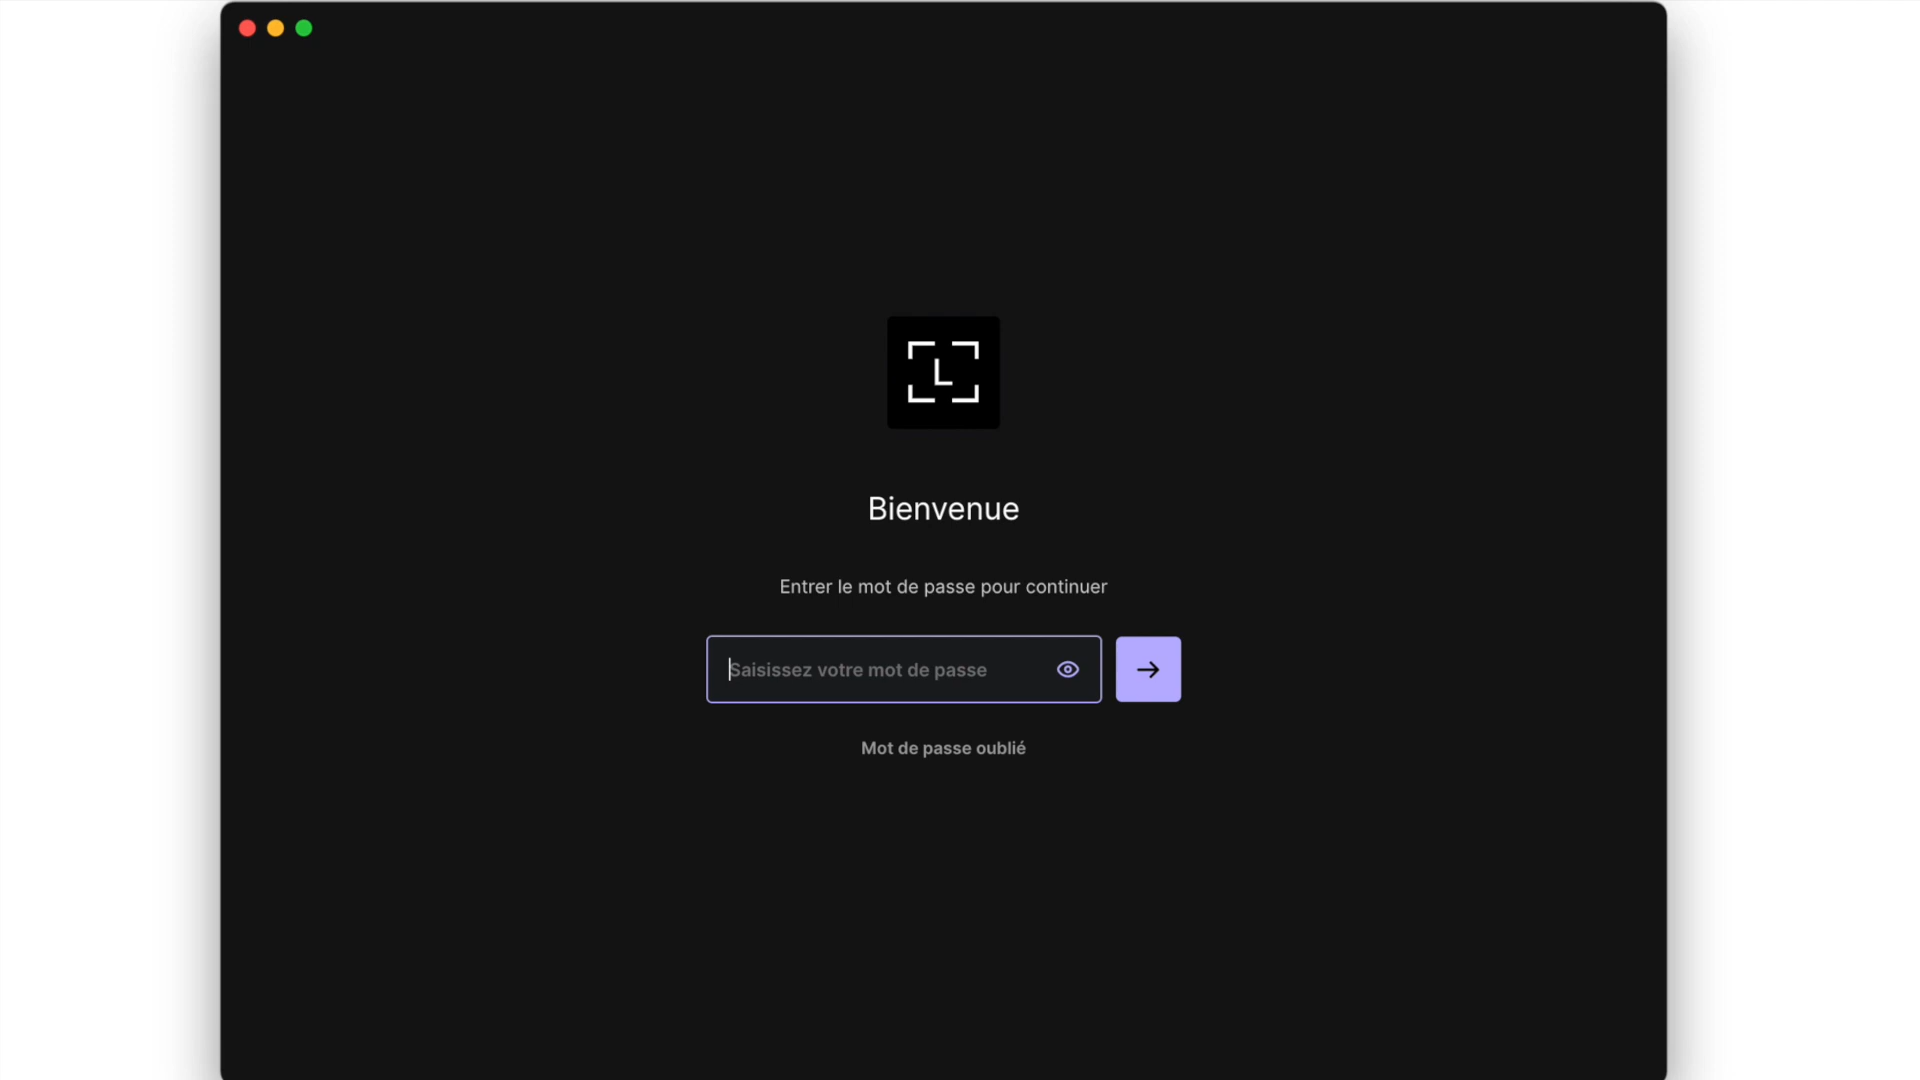 L
Bienvenue
Entrer le mot de passe pour continuer
Saisissez votre mot de passe
Mot de passe oublié